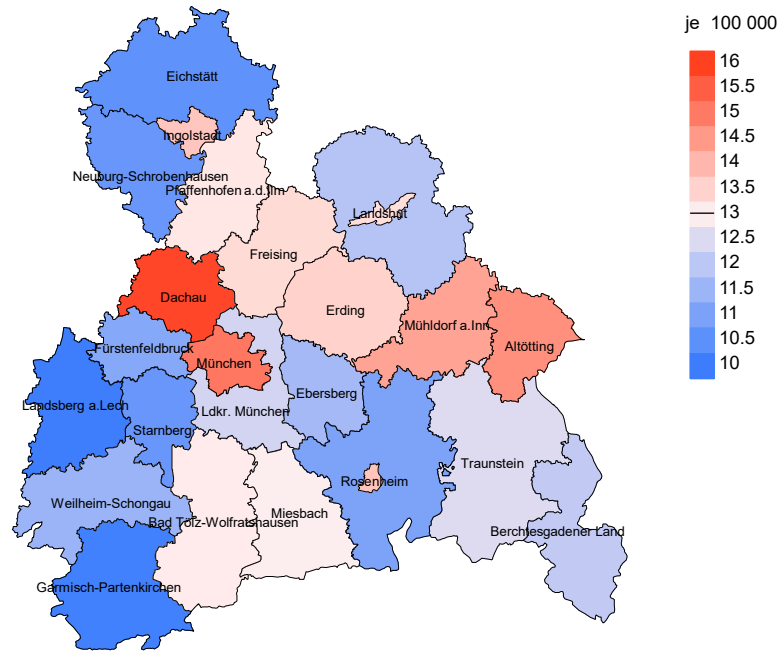 je 100 000
16
15.5
15
14.5
14
13.5
13
12.5
12
11.5
11
10.5
10
Eichstätt
Ingolstadt
Neuburg-Schrobenhausen
Pfaffenhofen a.d.Ilm
Landshut
Freising
Dachau
Erding
Mühldorf a.Inn
Altötting
Fürstenfeldbruck
München
Ebersberg
Landsberg a.Lech
Ldkr. München
Starnberg
Traunstein
Rosenheim
Weilheim-Schongau
Miesbach
Bad Tölz-Wolfratshausen
Berchtesgadener Land
Garmisch-Partenkirchen